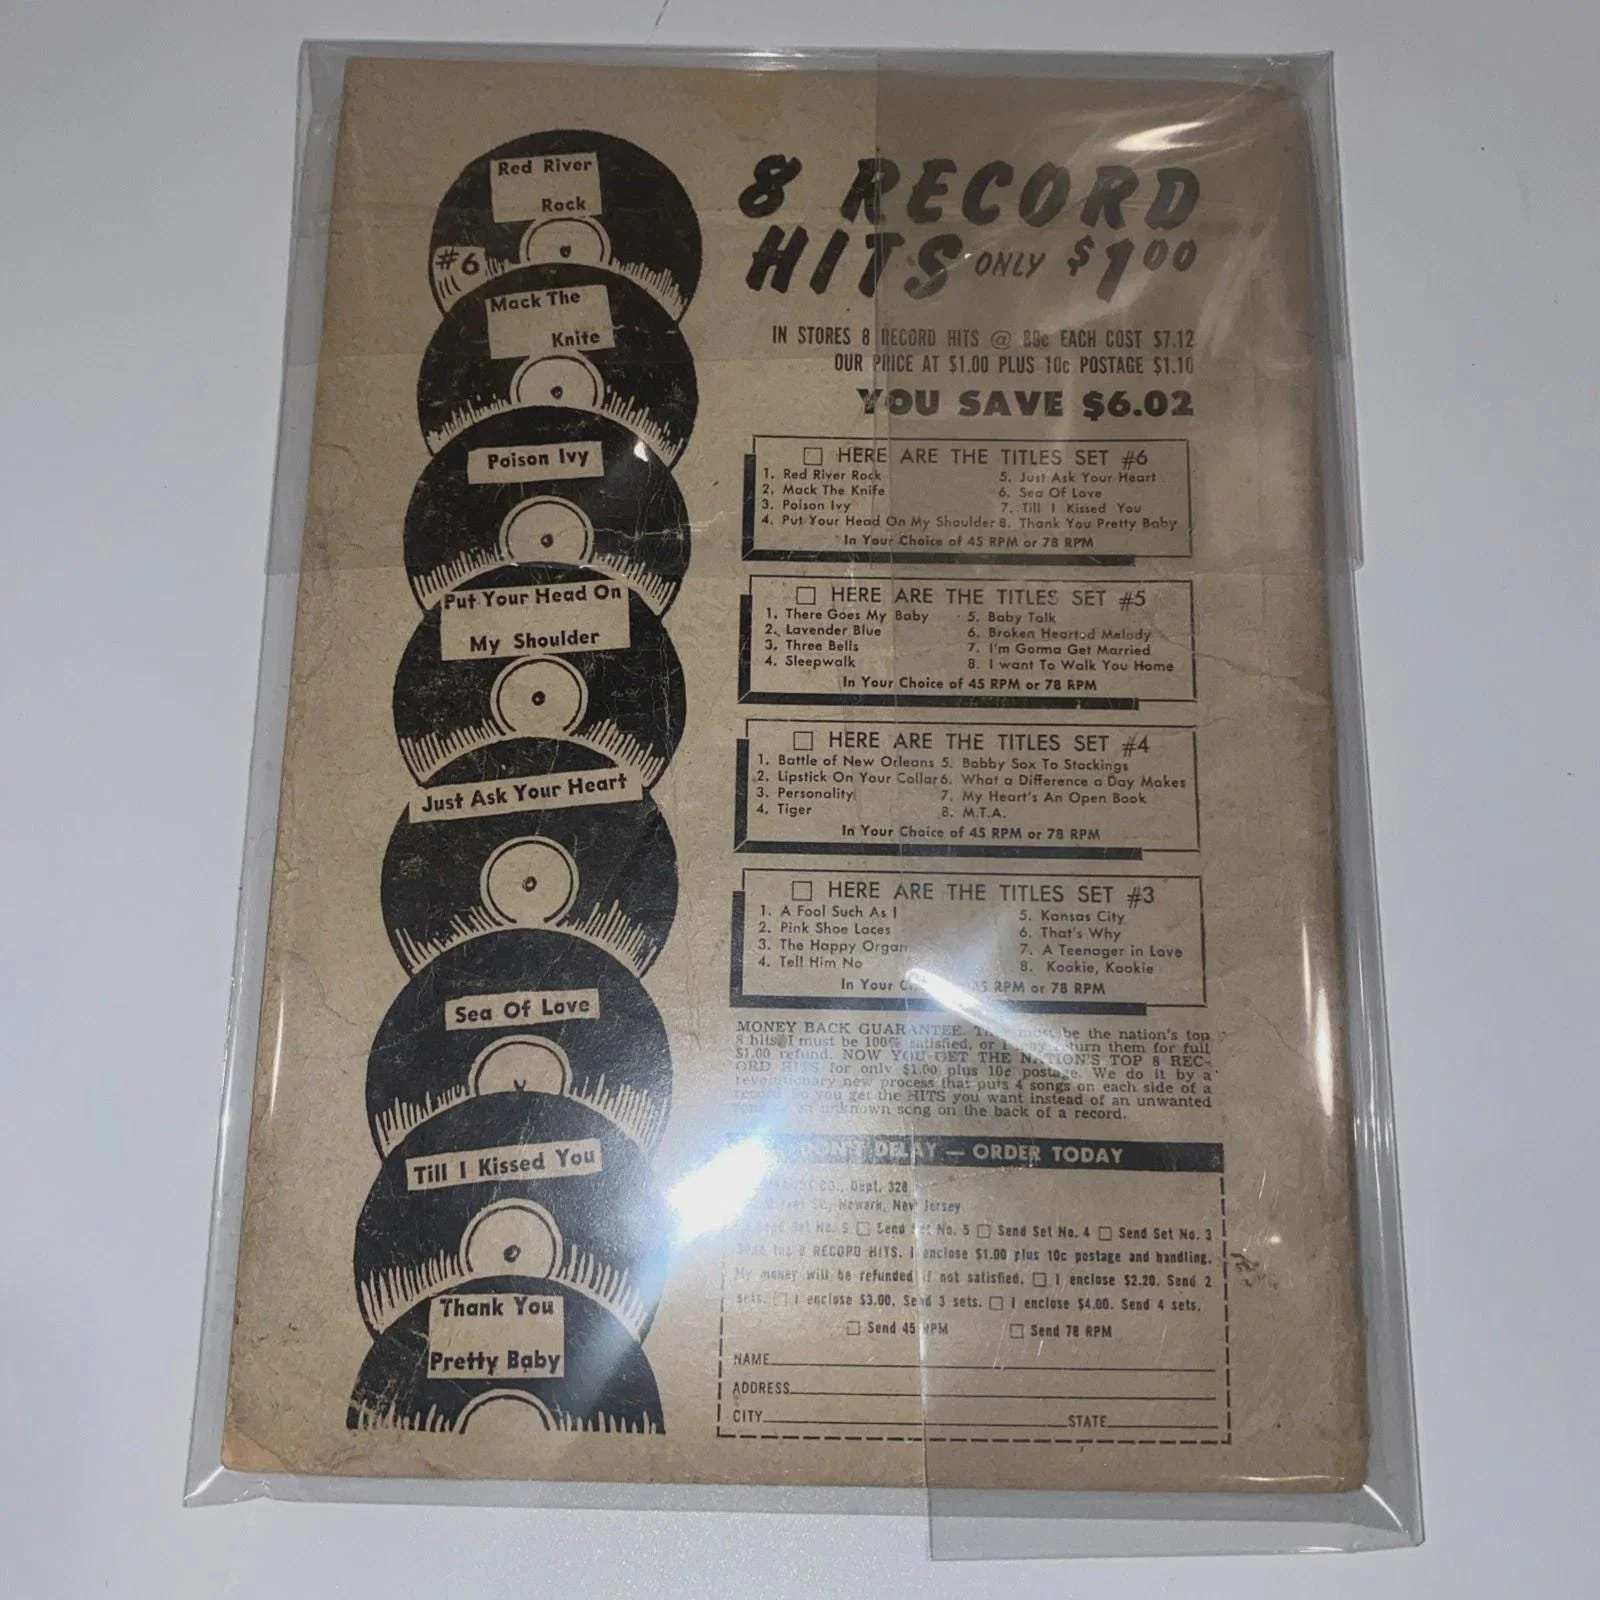 Red River
Rock
#6
Mack The
Knite
Poison Ivy
Put Your Head On
My Shoulder
Just Ask Your Heart
Sea Of Love
Till I Kissed You
Thank You
Pretty Baby
8 RECORD
HITS ONLY $1.00
IN STORES 8 RECORD HITS @ 89c EACH COST $7.12
OUR PRICE AT $1.00 PLUS 10c POSTAGE $1.10
YOU SAVE $6.02
HERE ARE THE TITLES SET #6
1. Red River Rock 5. Just Ask Your Heart
2. Mack The Knife 6. Sea Of Love
3. Poison Ivy 7. Till I Kissed You
4. Put Your Head On My Shoulder 8. Thank You Pretty Baby
In Your Choice of 45 RPM or 78 RPM
HERE ARE THE TITLES SET #5
1. There Goes My Baby 5. Baby Talk
2. Lavender Blue 6. Broken Hearted Melody
3. Three Bells 7. I'm Gonna Get Married
4. Sleepwalk 8. I want To Walk You Home
In Your Choice of 45 RPM or 78 RPM
HERE ARE THE TITLES SET #4
1. Battle of New Orleans 5. Bobby Sox To Stockings
2. Lipstick On Your Collar 6. What a Difference a Day Makes
3. Personality 7. My Heart's An Open Book
4. Tiger 8. M.T.A.
In Your Choice of 45 RPM or 78 RPM
HERE ARE THE TITLES SET #3
1. A Fool Such As I 5. Kansas City
2. Pink Shoe Laces 6. That's Why
3. The Happy Organ 7. A Teenager in Love
4. Tell Him No 8. Kookie, Kookie
In Your 45 RPM or 78 RPM
MONEY BACK GUARANTEE. must be the nation's top
8 hits. I must be 100% satisfied, or I may return them for full
$1.00 refund. NOW YOU GET THE NATION'S TOP 8 REC-
ORD HITS for only $1.00 plus 10c postage. We do it by a
revolutionary new process that puts 4 songs on each side of a
record. So you get the HITS you want instead of an unwanted
song or an unknown song on the back of a record.
DON'T DELAY — ORDER TODAY
CO., Dept. 328
St., Newark, New Jersey
Send Set No. Send Set No. 5 Send Set No. 4 Send Set No. 3
Send the 8 RECORD HITS. I enclose $1.00 plus 10c postage and handling.
My money will be refunded if not satisfied. I enclose $2.20. Send 2
sets. I enclose $3.00. Send 3 sets. I enclose $4.00. Send 4 sets.
Send 45 RPM Send 78 RPM
NAME
ADDRESS
CITY STATE